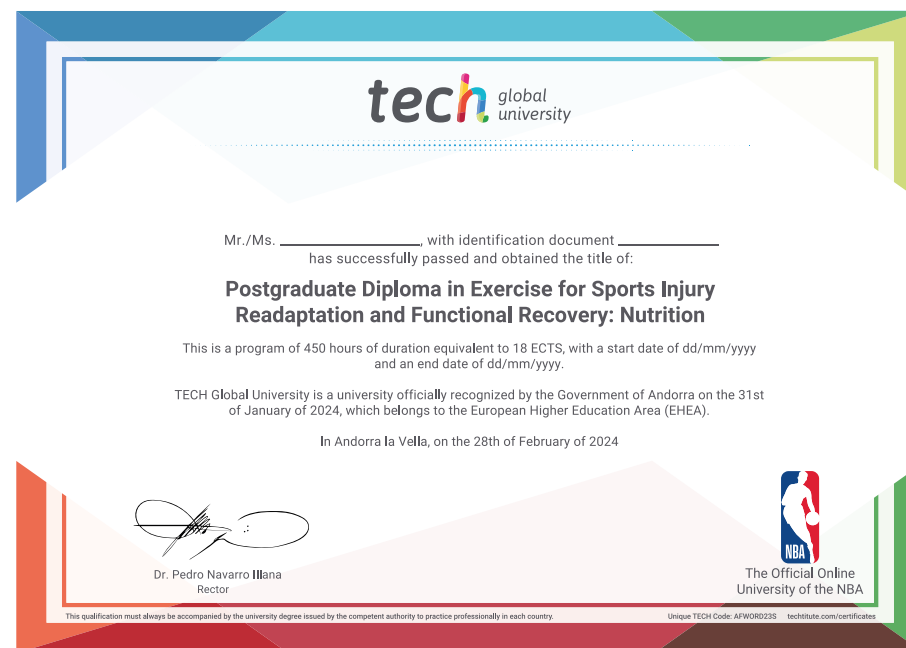 tech global
university
Mr./Ms. ____________________, with identification document ______________
has successfully passed and obtained the title of:
Postgraduate Diploma in Exercise for Sports Injury
Readaptation and Functional Recovery: Nutrition
This is a program of 450 hours of duration equivalent to 18 ECTS, with a start date of dd/mm/yyyy
and an end date of dd/mm/yyyy.
TECH Global University is a university officially recognized by the Government of Andorra on the 31st
of January of 2024, which belongs to the European Higher Education Area (EHEA).
In Andorra la Vella, on the 28th of February of 2024
Dr. Pedro Navarro Illana
Rector
NBA
The Official Online
University of the NBA
This qualification must always be accompanied by the university degree issued by the competent authority to practice professionally in each country.
Unique TECH Code: AFWORD23S techtitute.com/certificates